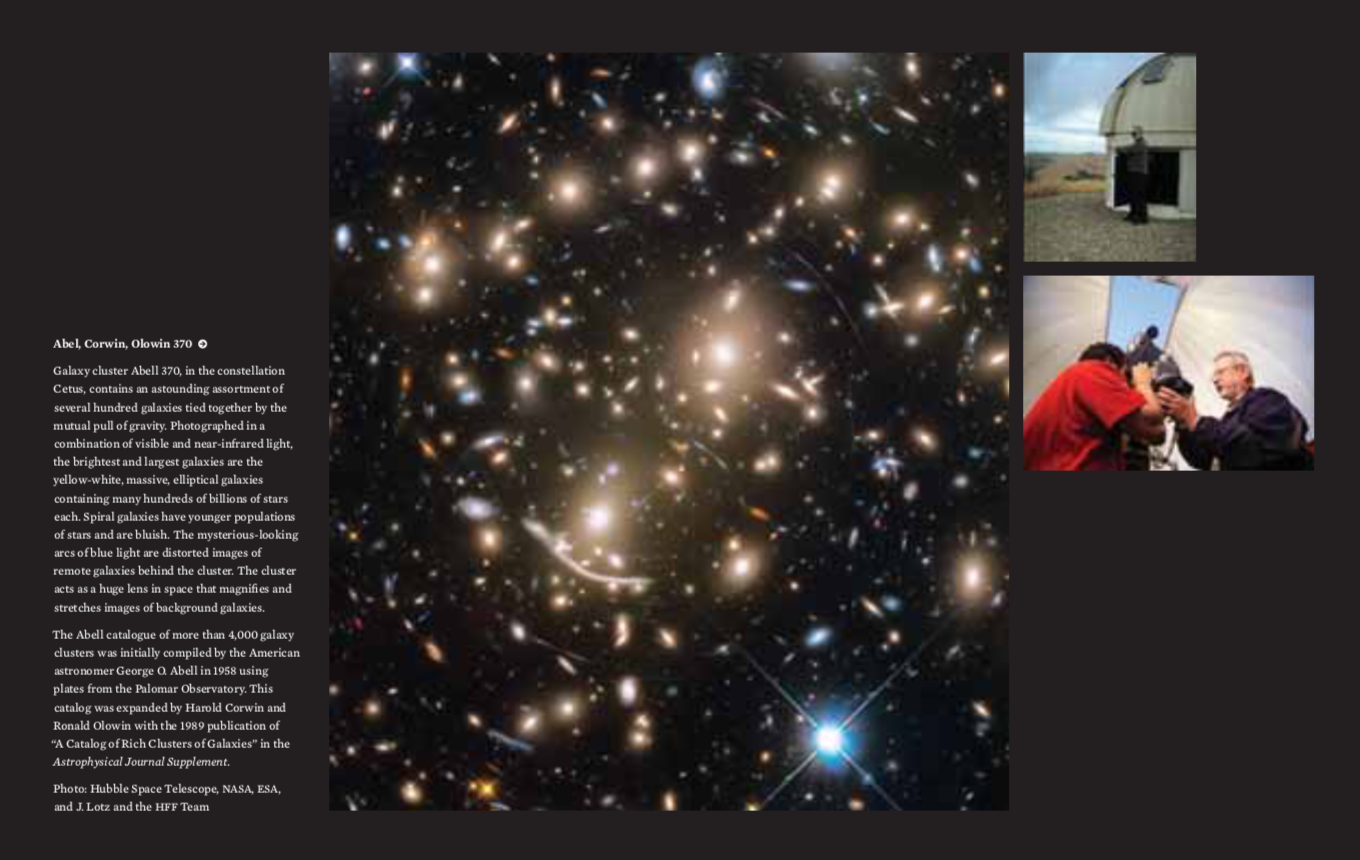 Abel, Corwin, Olowin 370 ➔
Galaxy cluster Abell 370, in the constellation
Cetus, contains an astounding assortment of
several hundred galaxies tied together by the
mutual pull of gravity. Photographed in a
combination of visible and near-infrared light,
the brightest and largest galaxies are the
yellow-white, massive, elliptical galaxies
containing many hundreds of billions of stars
each. Spiral galaxies have younger populations
of stars and are bluish. The mysterious-looking
arcs of blue light are distorted images of
remote galaxies behind the cluster. The cluster
acts as a huge lens in space that magnifies and
stretches images of background galaxies.
The Abell catalogue of more than 4,000 galaxy
clusters was initially compiled by the American
astronomer George O. Abell in 1958 using
plates from the Palomar Observatory. This
catalog was expanded by Harold Corwin and
Ronald Olowin with the 1989 publication of
“A Catalog of Rich Clusters of Galaxies” in the
Astrophysical Journal Supplement.
Photo: Hubble Space Telescope, NASA, ESA,
and J. Lotz and the HFF Team